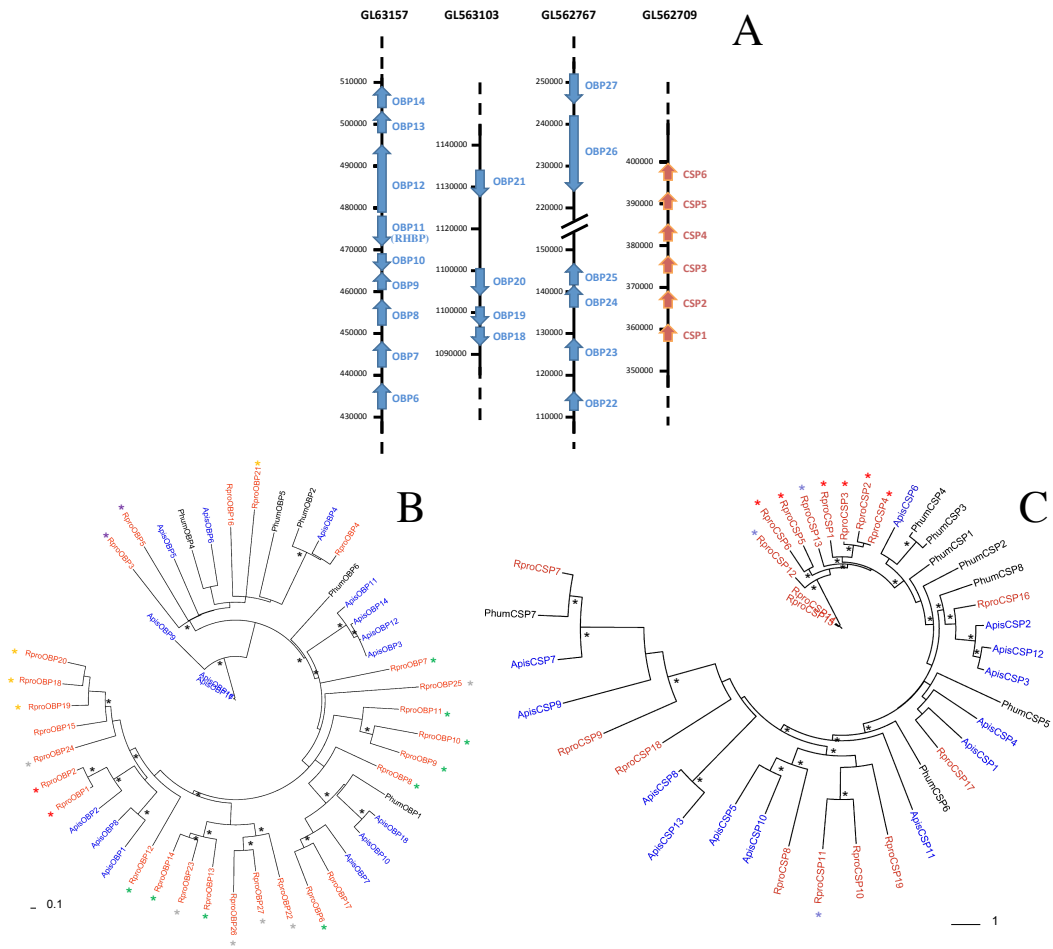 GL63157
GL563103
GL562767
GL562709
A
510000
500000
490000
480000
470000
460000
450000
440000
430000
OBP14
OBP13
OBP12
OBP11
(RHBP)
OBP10
OBP9
OBP8
OBP7
OBP6
1140000
1130000
1120000
1100000
1100000
1090000
OBP21
OBP20
OBP19
OBP18
250000
240000
230000
220000
150000
140000
130000
120000
110000
OBP27
OBP26
OBP25
OBP24
OBP23
OBP22
400000
390000
380000
370000
360000
350000
CSP6
CSP5
CSP4
CSP3
CSP2
CSP1
B
RproOBP3
RproOBP5
ApisOBP5
PhumOBP4
ApisOBP6
RproOBP16
RproOBP21
PhumOBP5
PhumOBP2
ApisOBP4
RproOBP4
PhumOBP6
ApisOBP11
ApisOBP14
ApisOBP12
ApisOBP3
RproOBP7
RproOBP25
RproOBP11
RproOBP10
RproOBP9
RproOBP8
PhumOBP1
ApisOBP18
ApisOBP10
ApisOBP7
RproOBP17
RproOBP6
RproOBP22
RproOBP27
RproOBP26
RproOBP13
RproOBP23
RproOBP14
RproOBP12
ApisOBP1
ApisOBP8
ApisOBP2
RproOBP1
RproOBP2
RproOBP24
RproOBP15
RproOBP19
RproOBP18
RproOBP20
ApisOBP9
0.1
C
RproCSP12
RproCSP6
RproCSP5
RproCSP13
RproCSP1
RproCSP3
RproCSP2
RproCSP4
ApisCSP6
PhumCSP4
PhumCSP3
PhumCSP1
PhumCSP2
PhumCSP8
RproCSP16
ApisCSP2
ApisCSP12
ApisCSP3
PhumCSP5
ApisCSP4
ApisCSP1
RproCSP17
PhumCSP6
ApisCSP11
RproCSP19
RproCSP10
RproCSP11
RproCSP8
ApisCSP10
ApisCSP5
ApisCSP13
ApisCSP8
RproCSP18
RproCSP9
ApisCSP9
ApisCSP7
PhumCSP7
RproCSP7
1